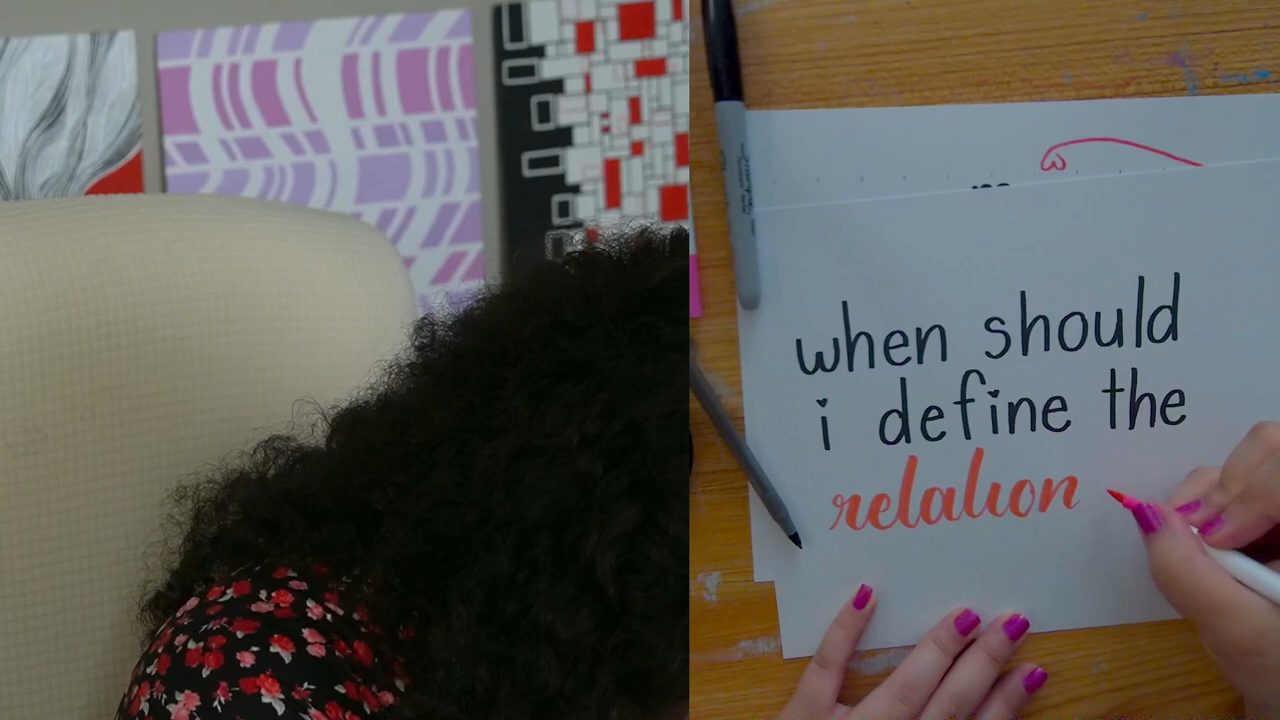 when should
i define the
relation